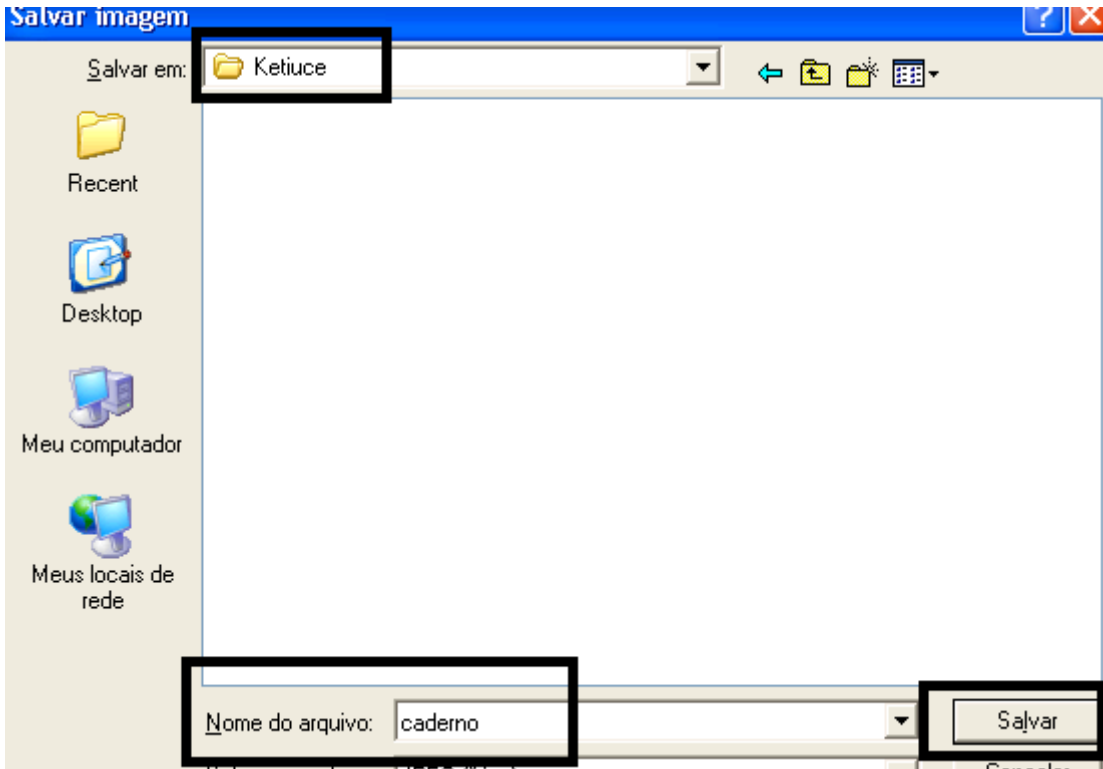 Salvar imagem
Salvar em: Ketiuce
Recent
Desktop
Meu computador
Meus locais de
rede
Nome do arquivo: caderno
Salvar